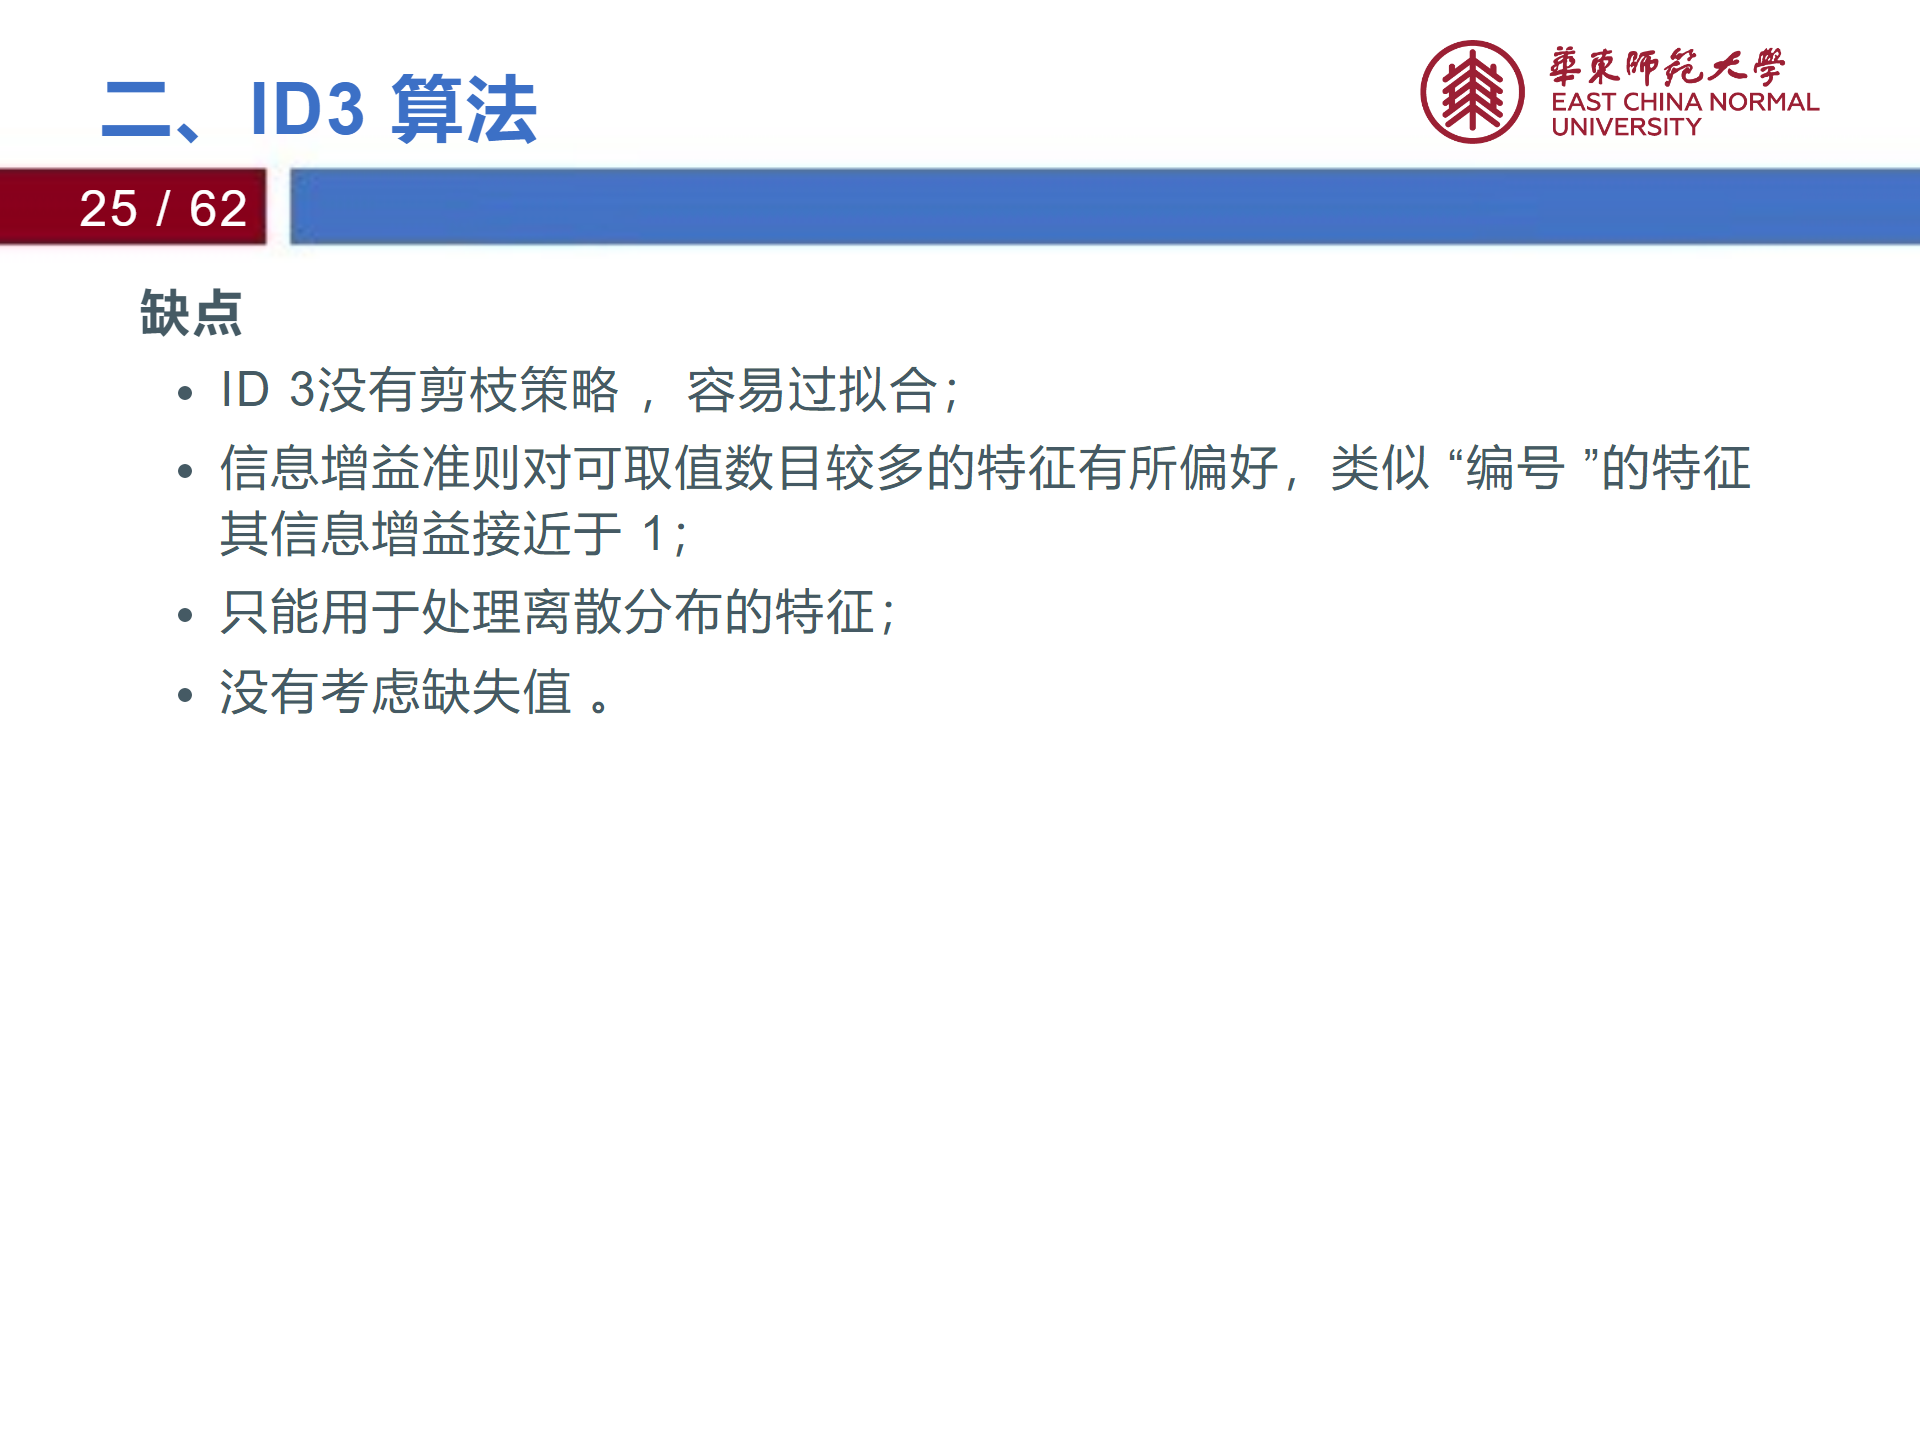 二、ID3 算法
華東師範大學
EAST CHINA NORMAL
UNIVERSITY
25 / 62
缺点
• ID 3没有剪枝策略 ，容易过拟合；
• 信息增益准则对可取值数目较多的特征有所偏好，类似 “编号 ”的特征
其信息增益接近于 1；
• 只能用于处理离散分布的特征；
• 没有考虑缺失值 。